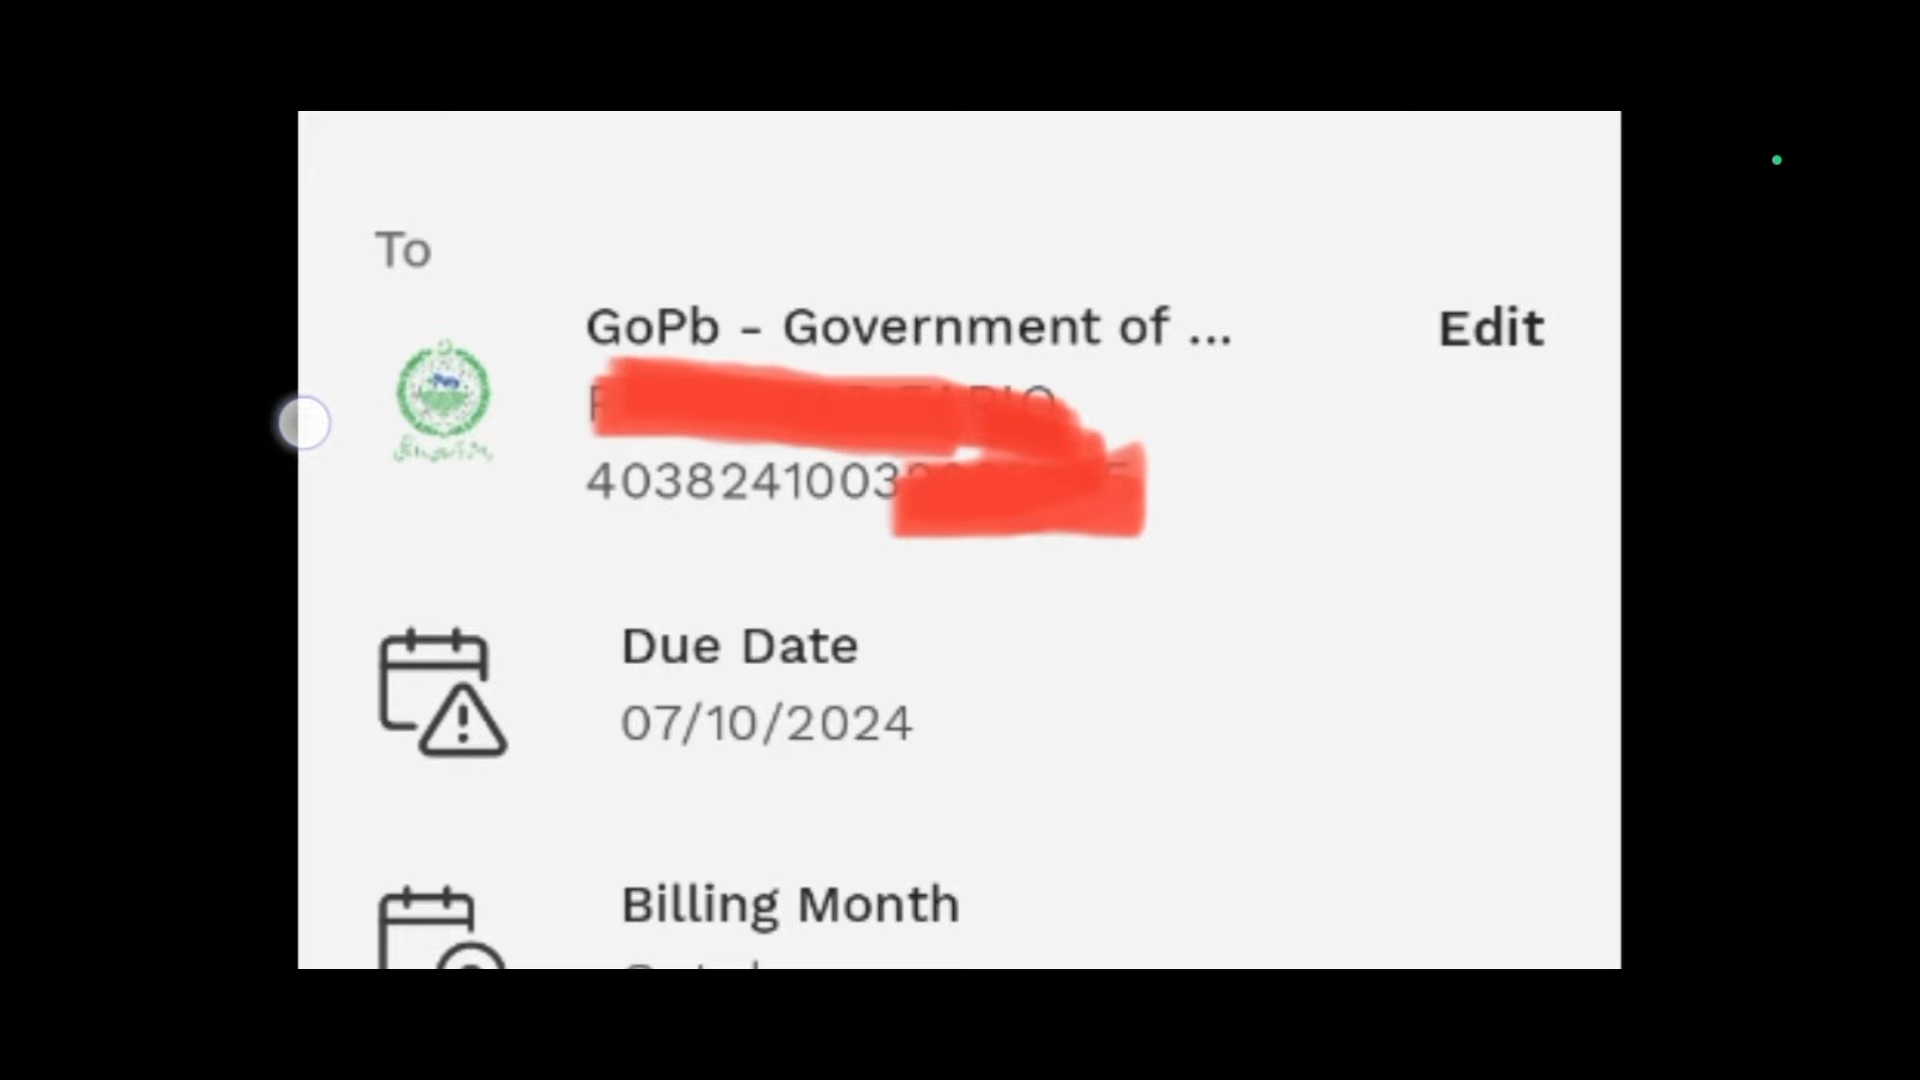 To
GoPb - Government of ...
Edit
4038241003
Due Date
07/10/2024
Billing Month